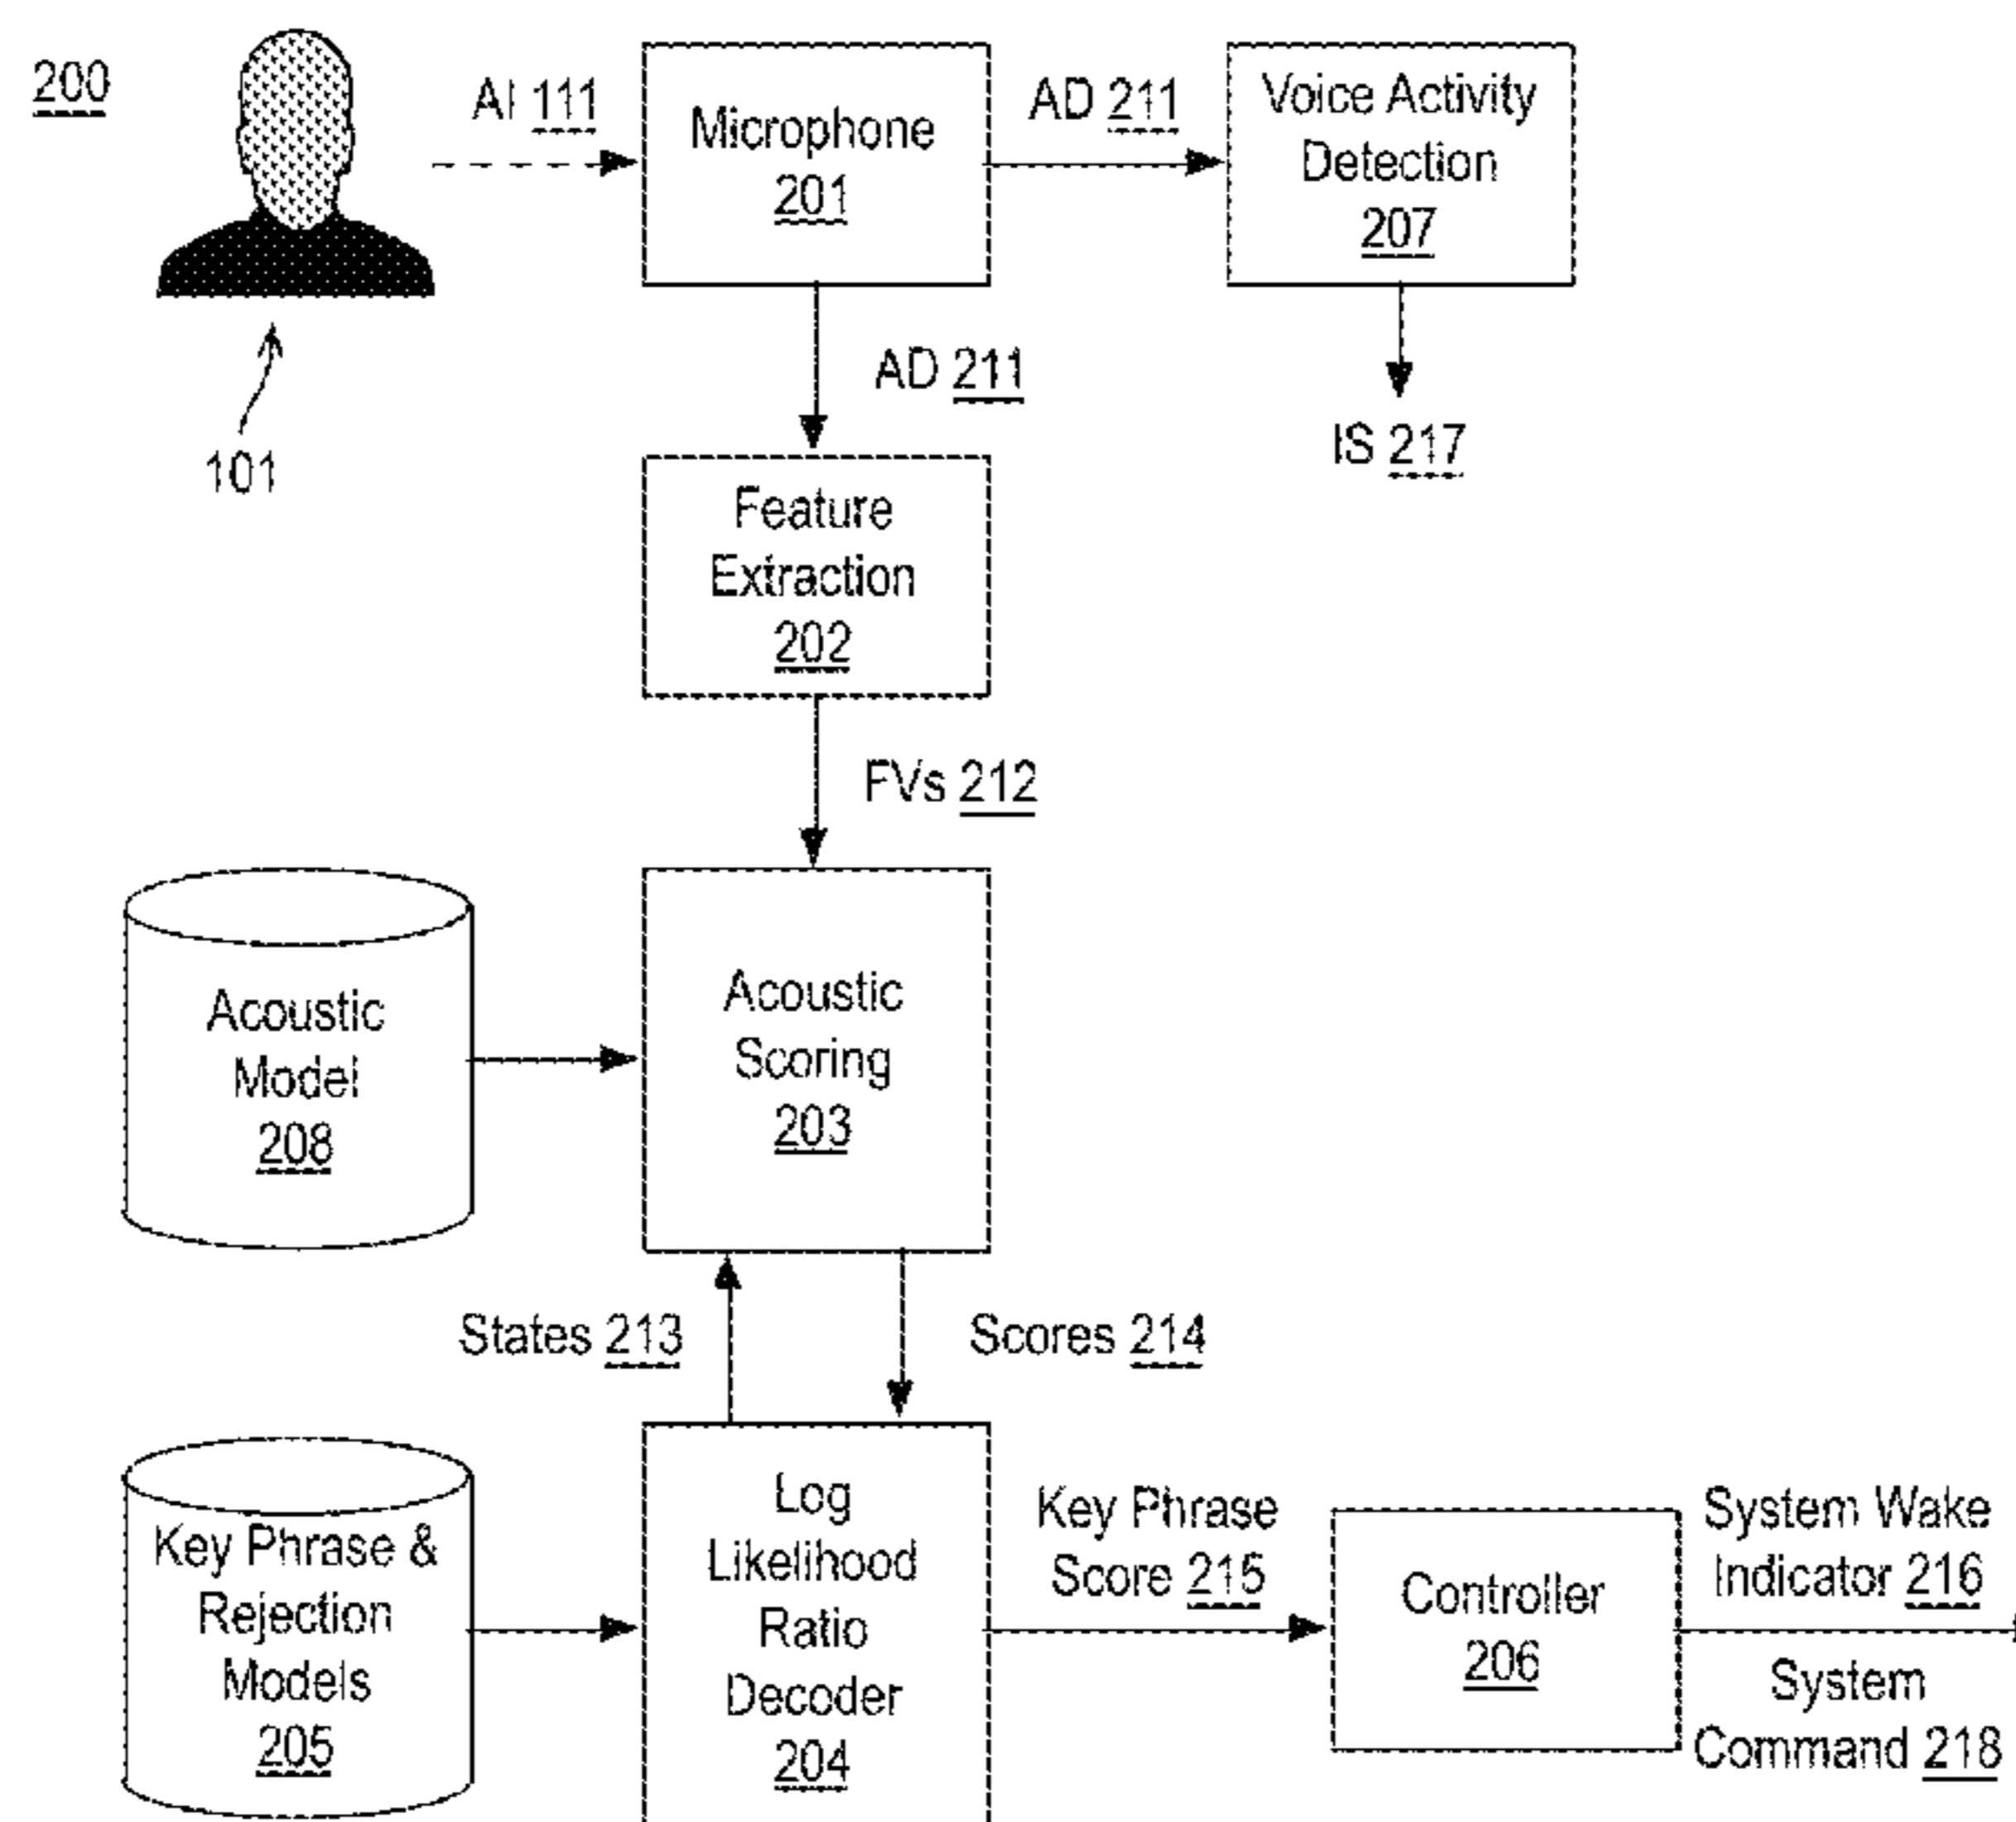 200
AI 111
Microphone
201
AD 211
Voice Activity
Detection
207
101
AD 211
IS 217
Feature
Extraction
202
FVs 212
Acoustic
Model
208
Acoustic
Scoring
203
States 213
Scores 214
Key Phrase &
Rejection
Models
205
Log
Likelihood
Ratio
Decoder
204
Key Phrase
Score 215
Controller
206
System Wake
Indicator 216
System
Command 218